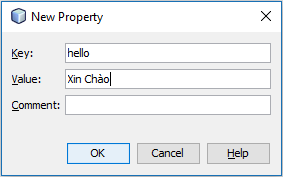 New Property
Key: hello
Value: Xin Chào
Comment:
OK Cancel Help